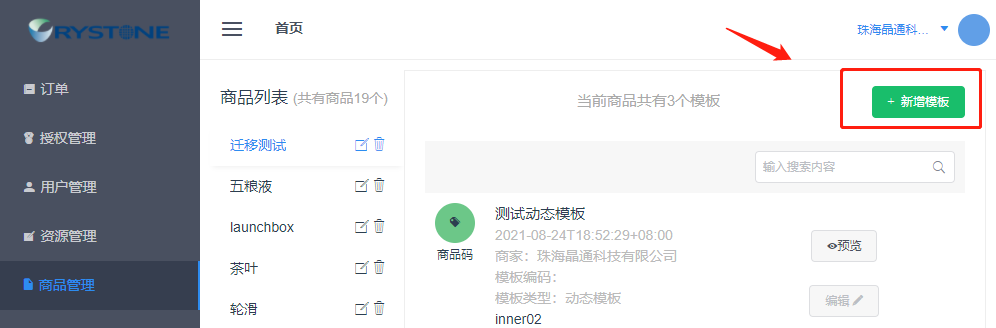 CRYSTONE
首页
珠海晶通科...
订单
授权管理
用户管理
资源管理
商品管理
商品列表 (共有商品19个)
迁移测试
五粮液
launchbox
茶叶
轮滑
当前商品共有3个模板
+ 新增模板
输入搜索内容
商品码
测试动态模板
2021-08-24T18:52:29+08:00
商家：珠海晶通科技有限公司
模板编码：
模板类型：动态模板
inner02
预览
编辑